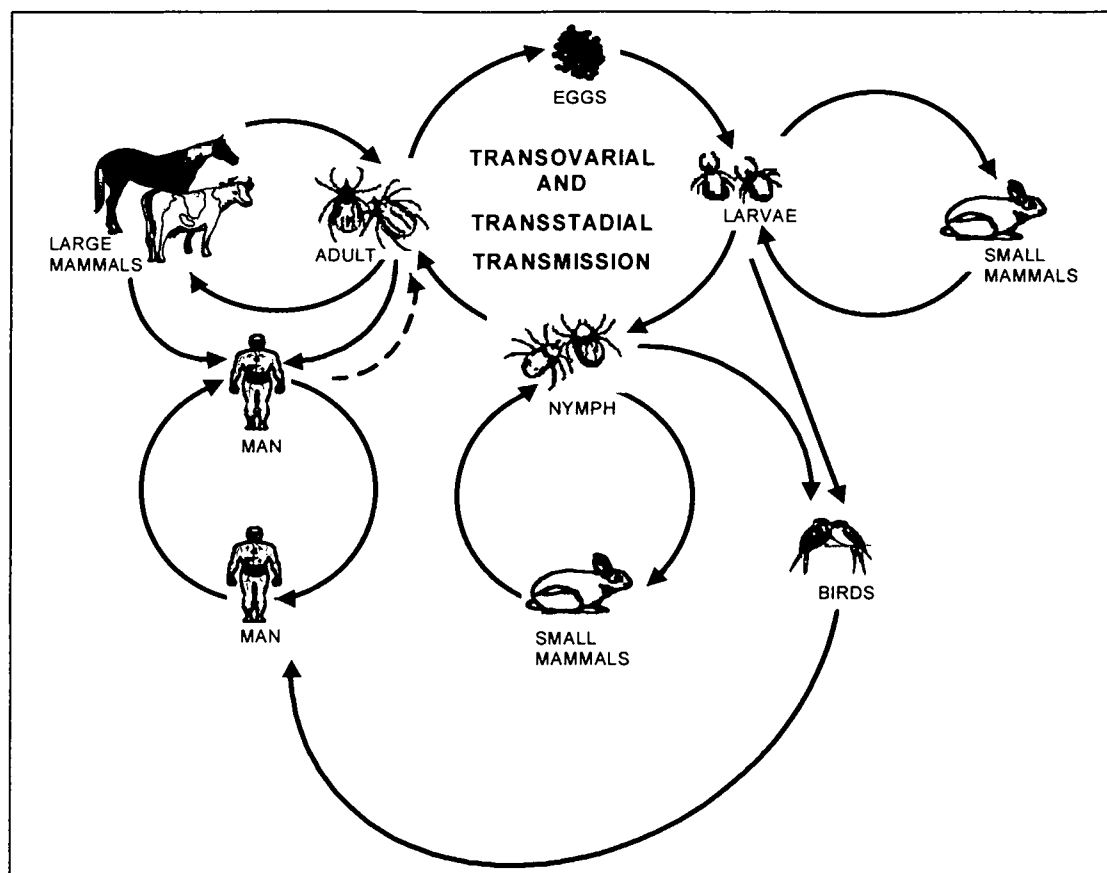 EGGS
TRANSOVARIAL
AND
TRANSSTADIAL
TRANSMISSION
LARVAE
LARGE
MAMMALS
ADULT
SMALL
MAMMALS
MAN
NYMPH
MAN
SMALL
MAMMALS
BIRDS